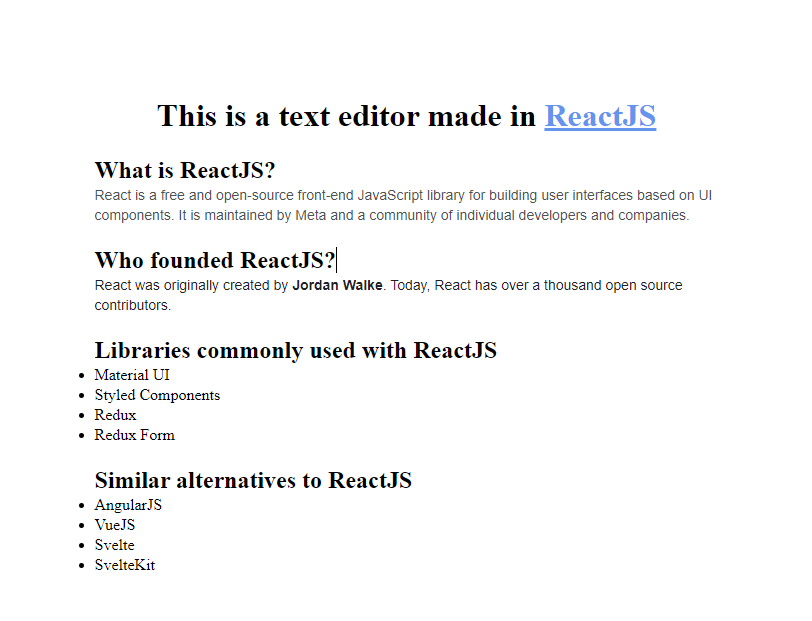 This is a text editor made in ReactJS
What is ReactJS?
React is a free and open-source front-end JavaScript library for building user interfaces based on UI
components. It is maintained by Meta and a community of individual developers and companies.
Who founded ReactJS?
React was originally created by Jordan Walke. Today, React has over a thousand open source
contributors.
Libraries commonly used with ReactJS
Material UI
Styled Components
Redux
Redux Form
Similar alternatives to ReactJS
AngularJS
VueJS
Svelte
SvelteKit